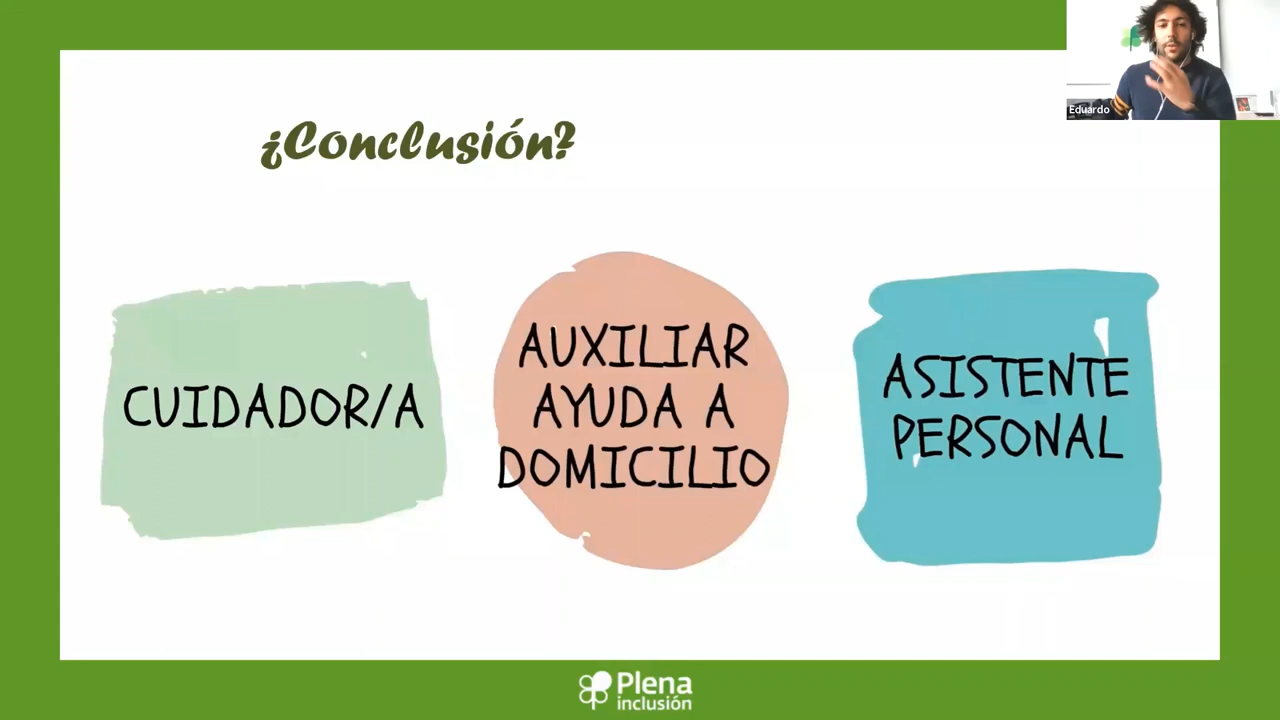 Eduardo
¿Conclusión?
CUIDADOR/A
AUXILIAR
AYUDA A
DOMICILIO
ASISTENTE
PERSONAL
Plena
inclusión